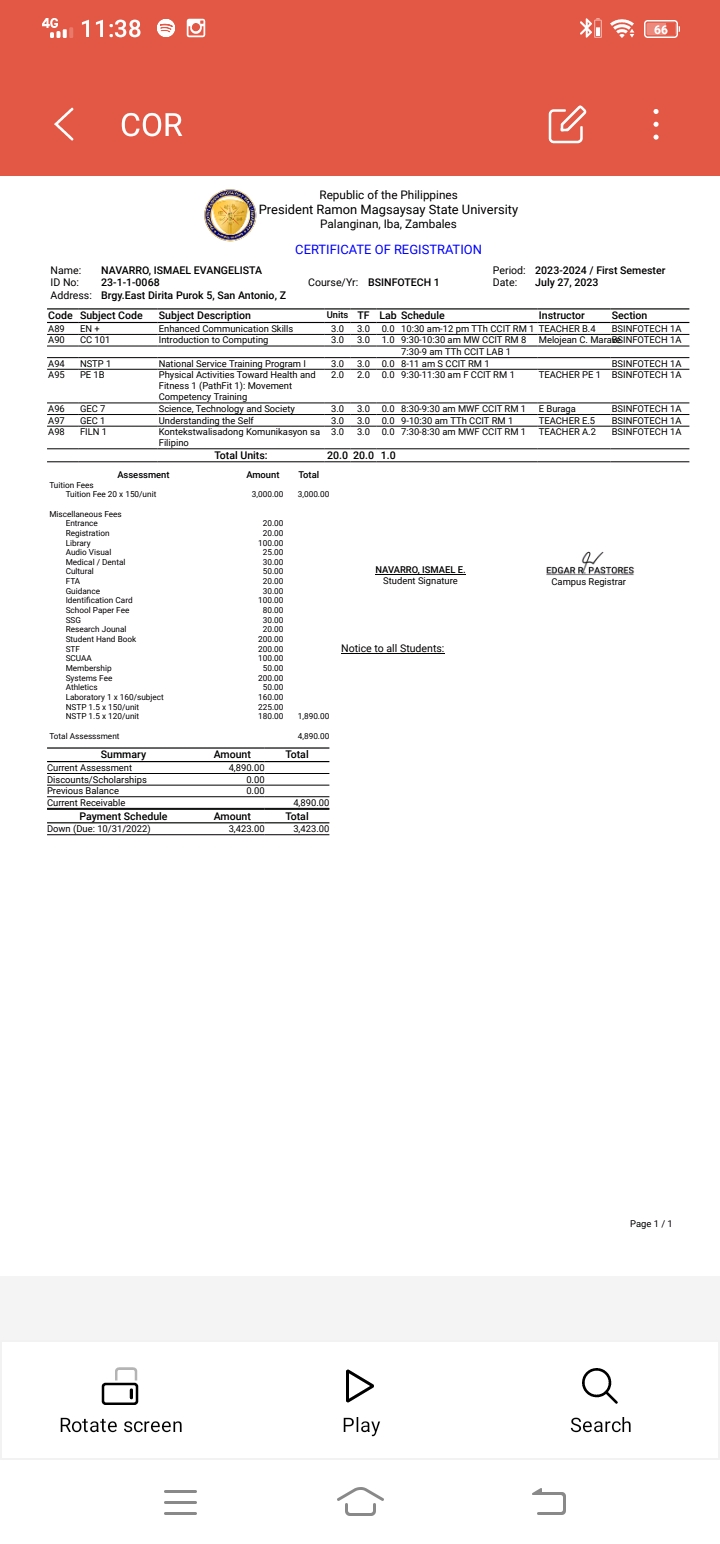 4G 11:38 66
COR
Republic of the Philippines
President Ramon Magsaysay State University
Palanginan, Iba, Zambales
CERTIFICATE OF REGISTRATION
Name: NAVARRO, ISMAEL EVANGELISTA Period: 2023-2024 / First Semester
ID No: 23-1-1-0068 Course/Yr: BSINFOTECH 1 Date: July 27, 2023
Address: Brgy.East Dirita Purok 5, San Antonio, Z
Code Subject Code Subject Description Units TF Lab Schedule Instructor Section
A89 EN + Enhanced Communication Skills 3.0 3.0 0.0 10:30 am-12 pm TTh CCIT RM 1 TEACHER B.4 BSINFOTECH 1A
A90 CC 101 Introduction to Computing 3.0 3.0 1.0 9:30-10:30 am MW CCIT RM 8 Melojean C. BSINFOTECH 1A
7:30-9 am TTh CCIT LAB 1
A94 NSTP 1 National Service Training Program I 3.0 3.0 0.0 8-11 am S CCIT RM 1 BSINFOTECH 1A
A95 PE 1B Physical Activities Toward Health and 2.0 2.0 0.0 9:30-11:30 am F CCIT RM 1 TEACHER PE 1 BSINFOTECH 1A
Fitness 1 (PathFit 1): Movement
Competency Training
A96 GEC 7 Science, Technology and Society 3.0 3.0 0.0 8:30-9:30 am MWF CCIT RM 1 E Buraga BSINFOTECH 1A
A97 GEC 1 Understanding the Self 3.0 3.0 0.0 9-10:30 am TTh CCIT RM 1 TEACHER E.5 BSINFOTECH 1A
A98 FILN 1 Kontekstwalisadong Komunikasyon sa 3.0 3.0 0.0 7:30-8:30 am MWF CCIT RM 1 TEACHER A.2 BSINFOTECH 1A
Filipino
Total Units: 20.0 20.0 1.0
Assessment Amount Total
Tuition Fees
Tuition Fee 20 x 150/unit 3,000.00 3,000.00
Miscellaneous Fees
Entrance 20.00
Registration 20.00
Library 100.00
Audio Visual 25.00
Medical / Dental 30.00
Cultural 50.00
FTA 20.00
Guidance 30.00
Identification Card 100.00
School Paper Fee 80.00
SSG 30.00
Research Jounal 20.00
Student Hand Book 200.00
STF 200.00
SCUAA 100.00
Membership 50.00
Systems Fee 200.00
Athletics 50.00
Laboratory 1 x 160/subject 160.00
NSTP 1.5 x 150/unit 225.00
NSTP 1.5 x 120/unit 180.00 1,890.00
Total Assesssment 4,890.00
NAVARRO, ISMAEL E. EDGAR R. PASTORES
Student Signature Campus Registrar
Notice to all Students:
Summary Amount Total
Current Assessment 4,890.00
Discounts/Scholarships 0.00
Previous Balance 0.00
Current Receivable 4,890.00
Payment Schedule Amount Total
Down (Due: 10/31/2022) 3,423.00 3,423.00
Page 1 / 1
Rotate screen Play Search